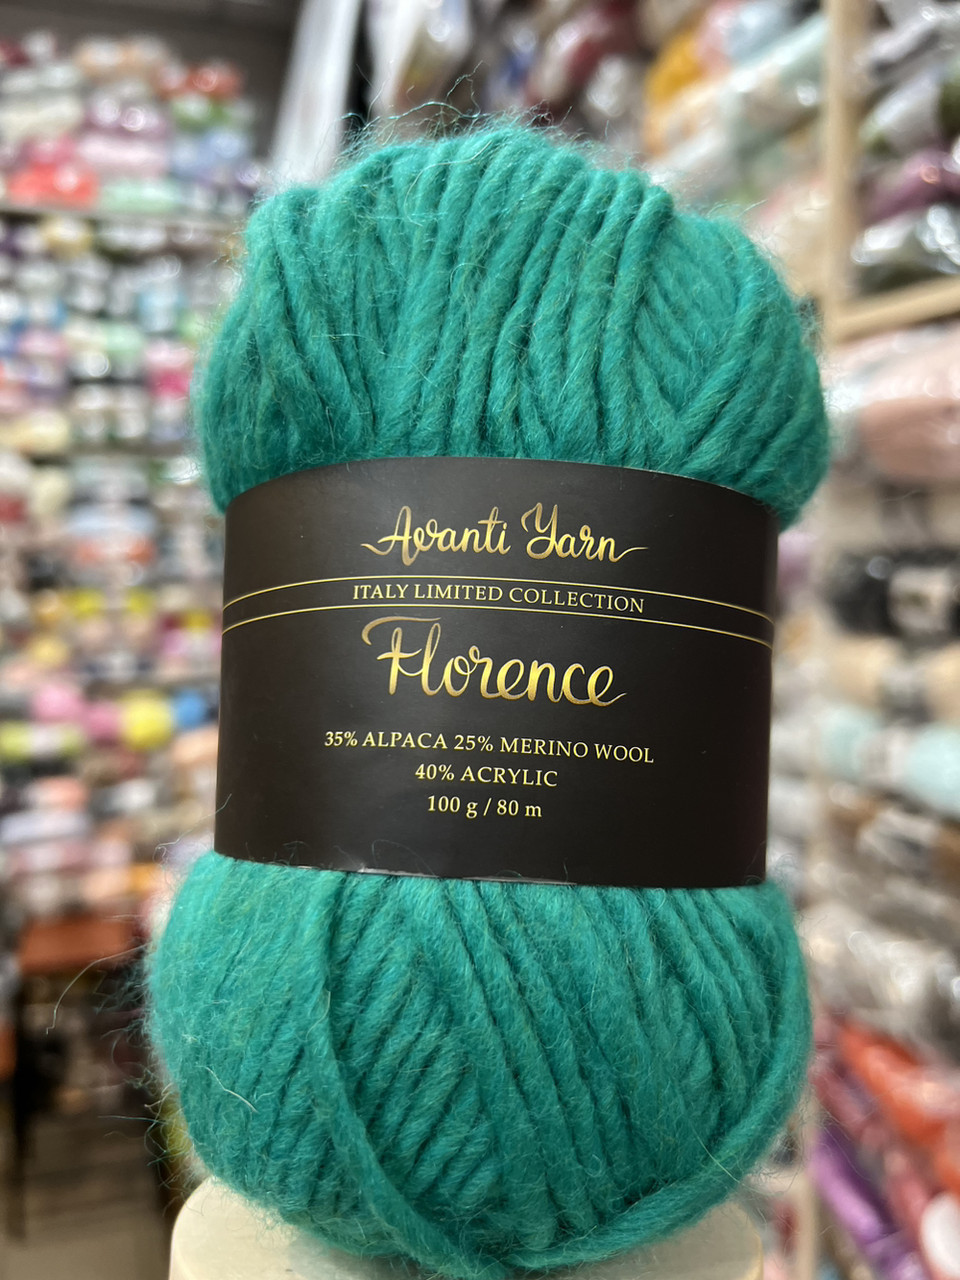 Avanti Yarn
ITALY LIMITED COLLECTION
Florence
35% ALPACA 25% MERINO WOOL
40% ACRYLIC
100 g / 80 m